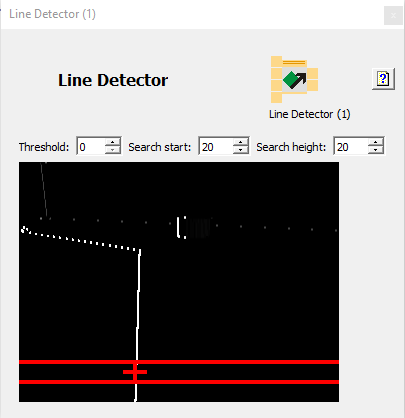 Line Detector (1)
Line Detector
Line Detector (1)
Threshold: 0 Search start: 20 Search height: 20